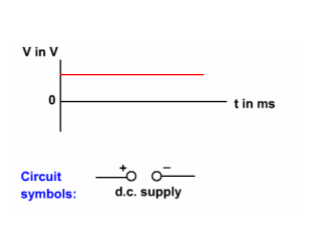 V in V
0
t in ms
Circuit
symbols:
+ −
d.c. supply